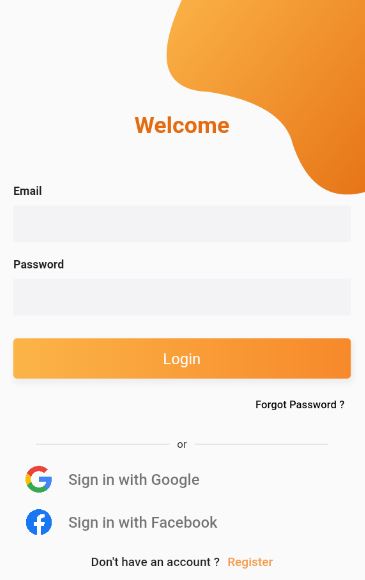 Welcome
Email
Password
Login
Forgot Password ?
or
Sign in with Google
Sign in with Facebook
Don't have an account ? Register